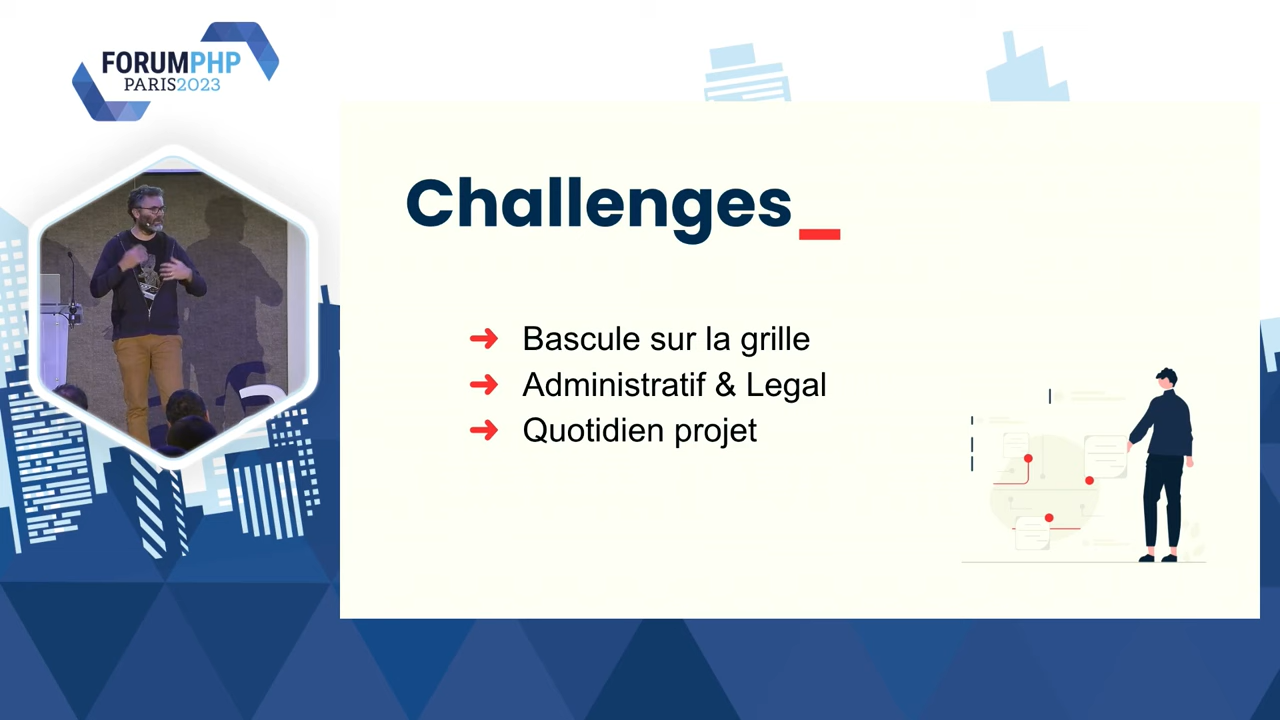 FORUMPHP
PARIS2023
Challenges_
➜ Bascule sur la grille
➜ Administratif & Legal
➜ Quotidien projet